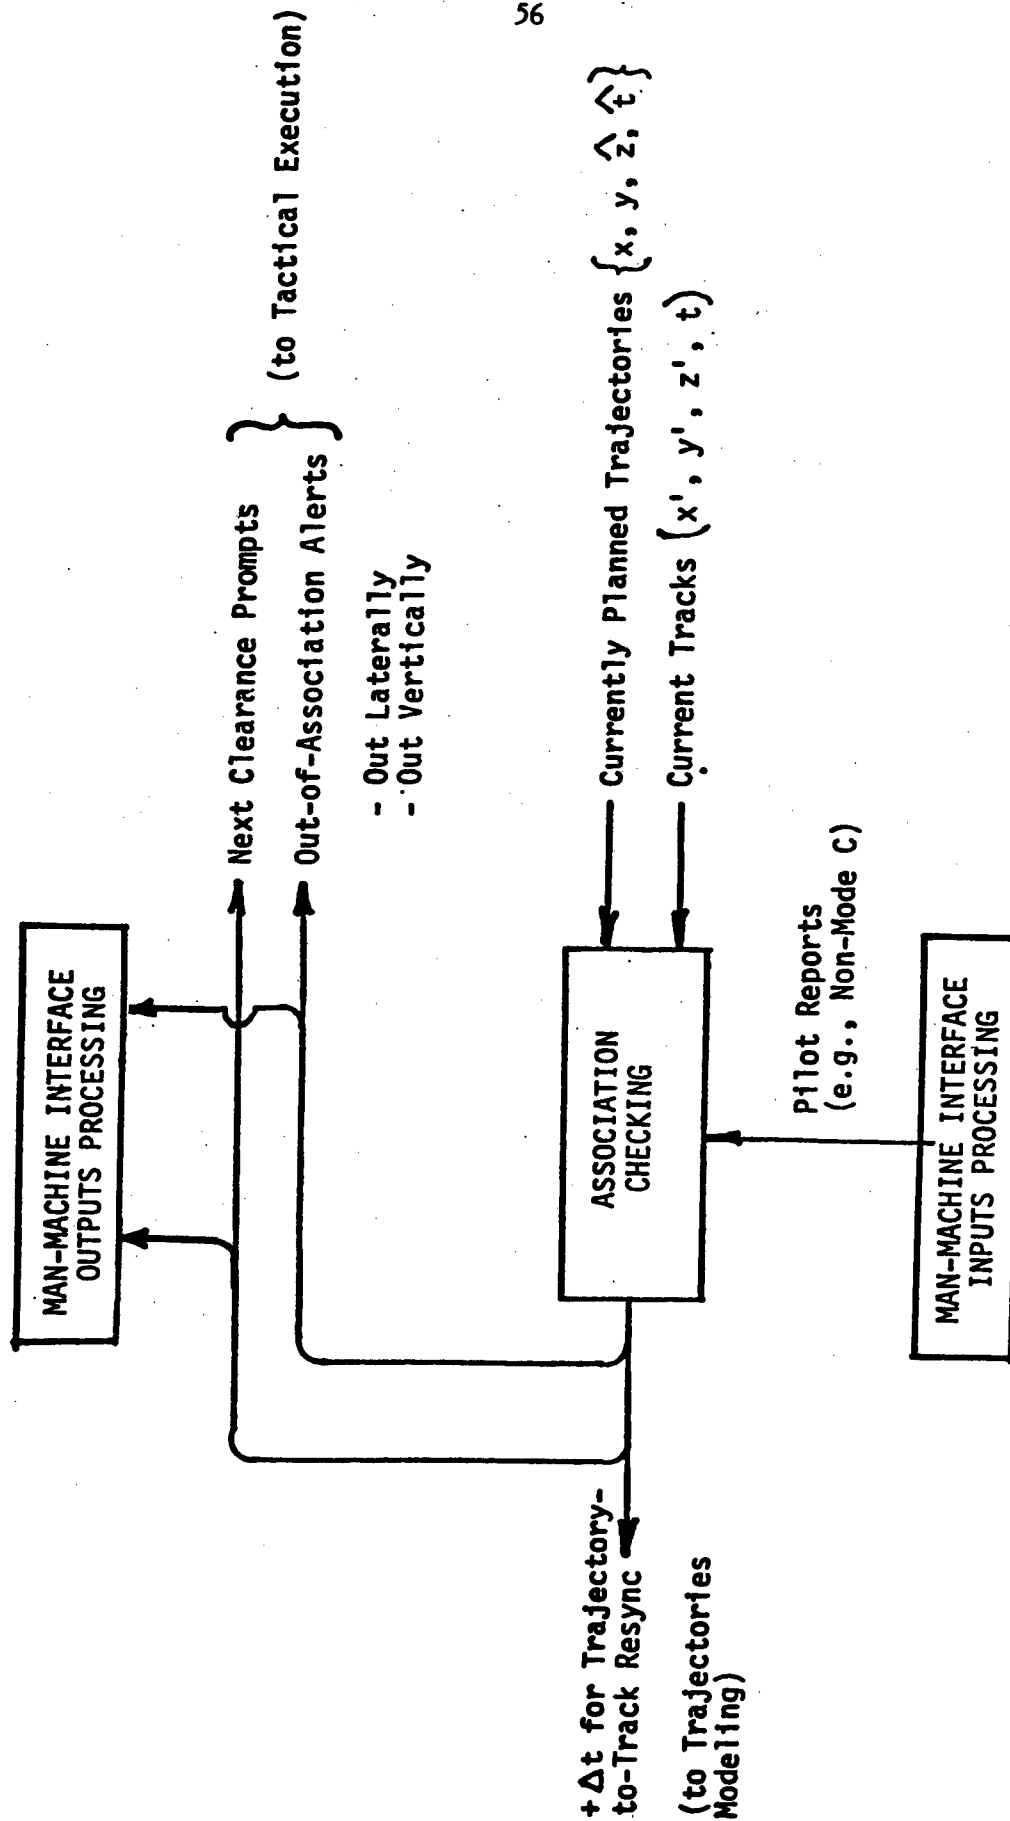 56
MAN-MACHINE INTERFACE
OUTPUTS PROCESSING
Next Clearance Prompts
Out-of-Association Alerts
(to Tactical Execution)
- Out Laterally
- Out Vertically
+Δt for Trajectory-
to-Track Resync
(to Trajectories
Modeling)
ASSOCIATION
CHECKING
Currently Planned Trajectories {x, y, ẑ, t̂}
Current Tracks (x', y', z', t)
Pilot Reports
(e.g., Non-Mode C)
MAN-MACHINE INTERFACE
INPUTS PROCESSING